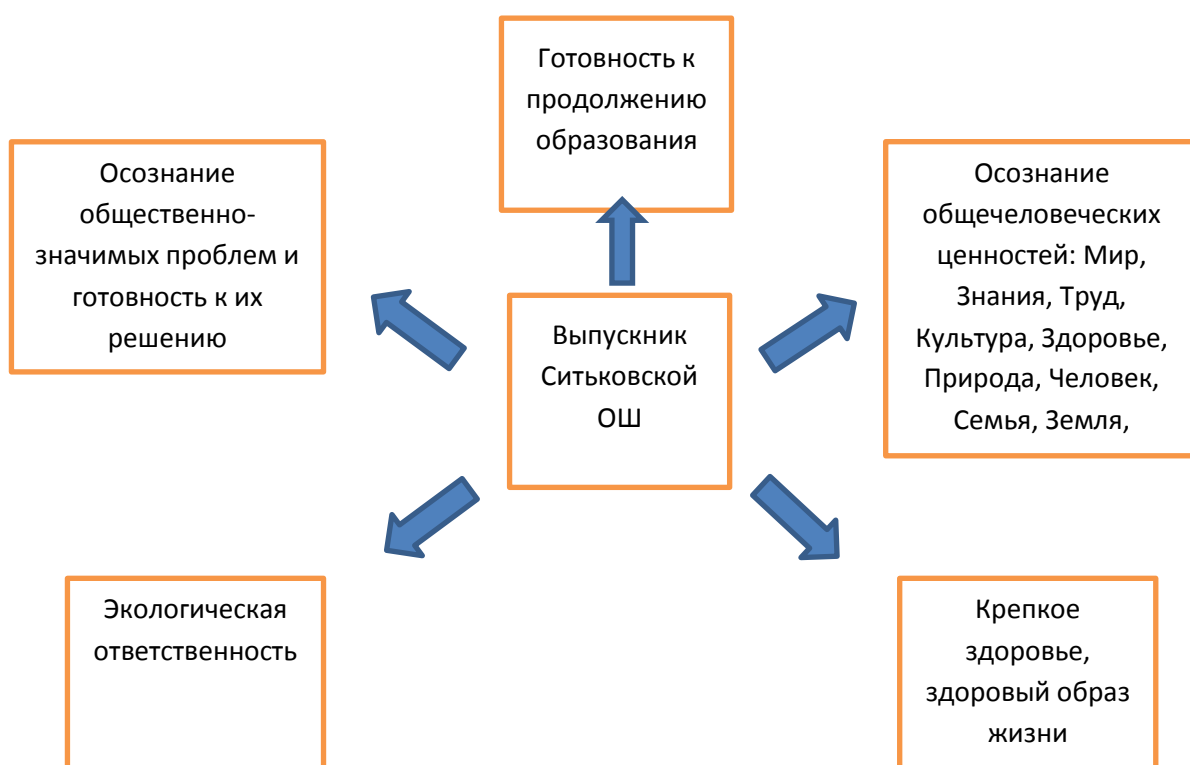 Готовность к
продолжению
образования
Осознание
общественно-
значимых проблем и
готовность к их
решению
Осознание
общечеловеческих
ценностей: Мир,
Знания, Труд,
Культура, Здоровье,
Природа, Человек,
Семья, Земля,
Выпускник
Ситьковской
ОШ
Экологическая
ответственность
Крепкое
здоровье,
здоровый образ
жизни